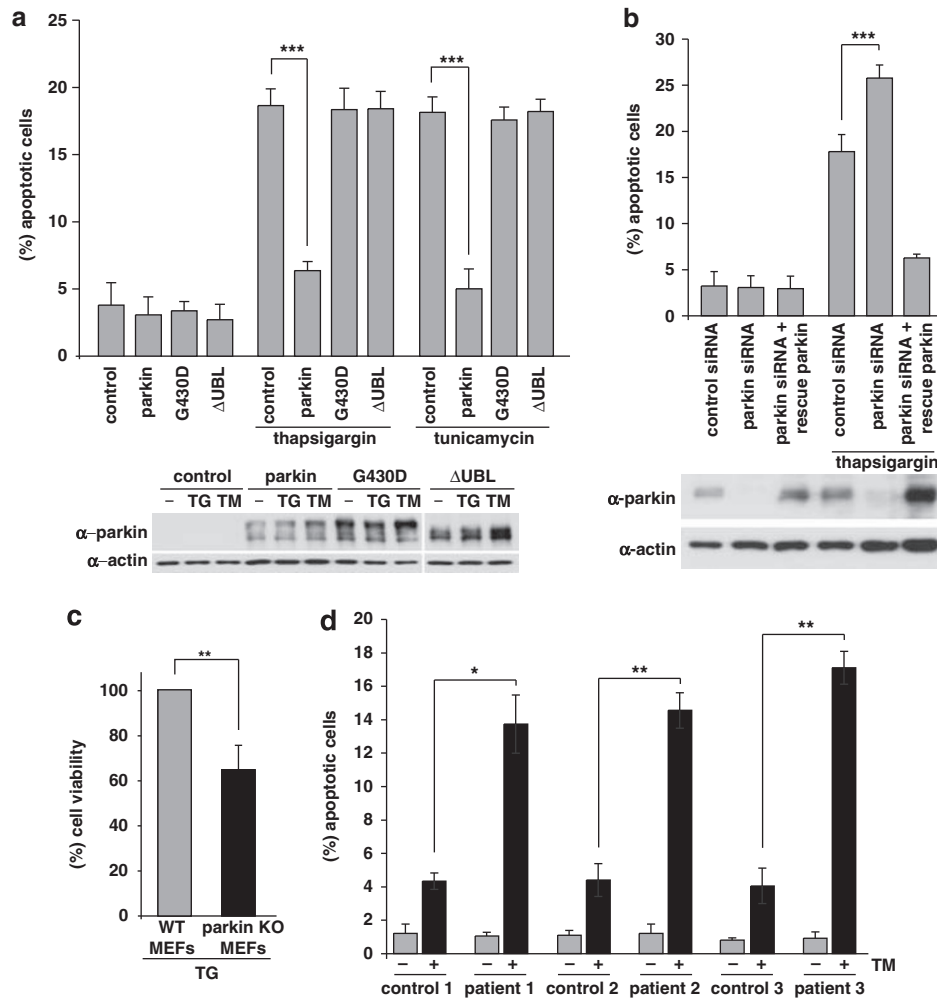 a
25
20
15
10
5
0
(%) apoptotic cells
*** ***
control parkin G430D ΔUBL control parkin G430D ΔUBL control parkin G430D ΔUBL
thapsigargin tunicamycin
control parkin G430D ΔUBL
– TG TM – TG TM – TG TM – TG TM
α–parkin
α–actin
b
30
25
20
15
10
5
0
(%) apoptotic cells
***
control siRNA
parkin siRNA
parkin siRNA +
rescue parkin
control siRNA
parkin siRNA
parkin siRNA +
rescue parkin
thapsigargin
α-parkin
α-actin
c
100
80
60
40
20
0
(%) cell viability
**
WT parkin KO
MEFs MEFs
TG
d
20
18
16
14
12
10
8
6
4
2
0
(%) apoptotic cells
* ** **
– + – + – + – + – + – + TM
control 1 patient 1 control 2 patient 2 control 3 patient 3